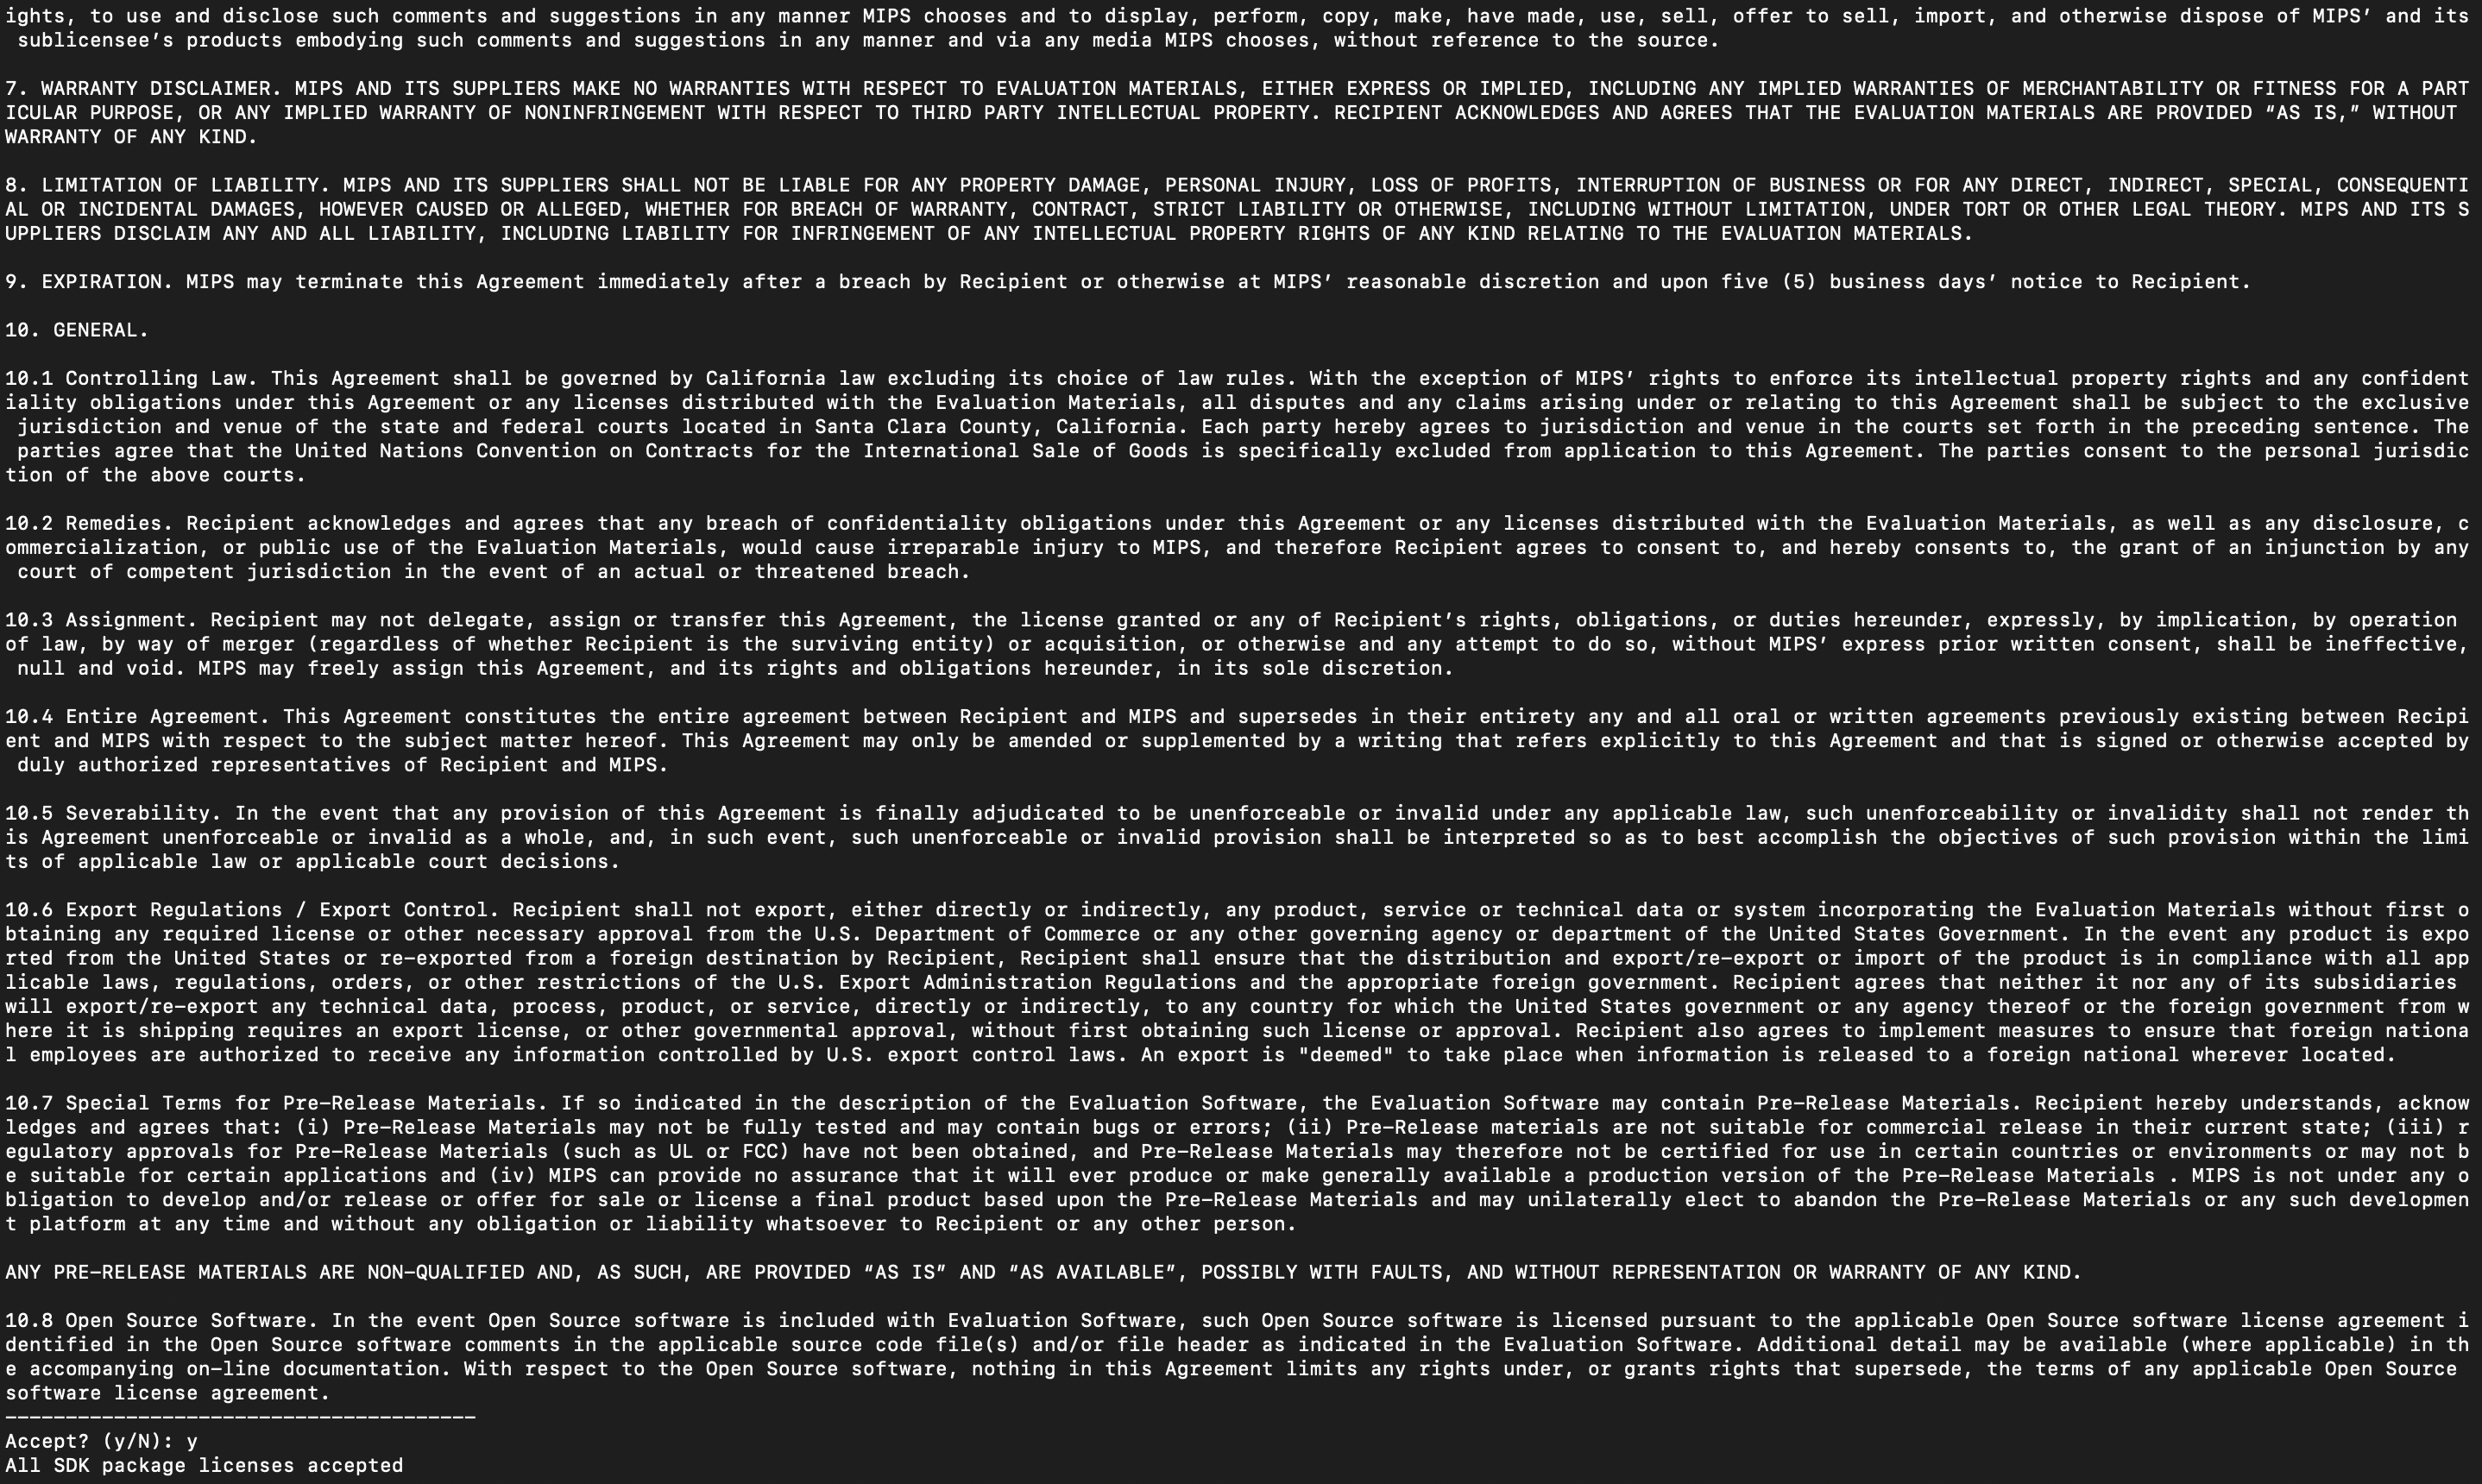 ights, to use and disclose such comments and suggestions in any manner MIPS chooses and to display, perform, copy, make, have made, use, sell, offer to sell, import, and otherwise dispose of MIPS’ and its
 sublicensee’s products embodying such comments and suggestions in any manner and via any media MIPS chooses, without reference to the source.

7. WARRANTY DISCLAIMER. MIPS AND ITS SUPPLIERS MAKE NO WARRANTIES WITH RESPECT TO EVALUATION MATERIALS, EITHER EXPRESS OR IMPLIED, INCLUDING ANY IMPLIED WARRANTIES OF MERCHANTABILITY OR FITNESS FOR A PART
ICULAR PURPOSE, OR ANY IMPLIED WARRANTY OF NONINFRINGEMENT WITH RESPECT TO THIRD PARTY INTELLECTUAL PROPERTY. RECIPIENT ACKNOWLEDGES AND AGREES THAT THE EVALUATION MATERIALS ARE PROVIDED “AS IS,” WITHOUT
WARRANTY OF ANY KIND.

8. LIMITATION OF LIABILITY. MIPS AND ITS SUPPLIERS SHALL NOT BE LIABLE FOR ANY PROPERTY DAMAGE, PERSONAL INJURY, LOSS OF PROFITS, INTERRUPTION OF BUSINESS OR FOR ANY DIRECT, INDIRECT, SPECIAL, CONSEQUENTI
AL OR INCIDENTAL DAMAGES, HOWEVER CAUSED OR ALLEGED, WHETHER FOR BREACH OF WARRANTY, CONTRACT, STRICT LIABILITY OR OTHERWISE, INCLUDING WITHOUT LIMITATION, UNDER TORT OR OTHER LEGAL THEORY. MIPS AND ITS S
UPPLIERS DISCLAIM ANY AND ALL LIABILITY, INCLUDING LIABILITY FOR INFRINGEMENT OF ANY INTELLECTUAL PROPERTY RIGHTS OF ANY KIND RELATING TO THE EVALUATION MATERIALS.

9. EXPIRATION. MIPS may terminate this Agreement immediately after a breach by Recipient or otherwise at MIPS’ reasonable discretion and upon five (5) business days’ notice to Recipient.

10. GENERAL.

10.1 Controlling Law. This Agreement shall be governed by California law excluding its choice of law rules. With the exception of MIPS’ rights to enforce its intellectual property rights and any confident
iality obligations under this Agreement or any licenses distributed with the Evaluation Materials, all disputes and any claims arising under or relating to this Agreement shall be subject to the exclusive
 jurisdiction and venue of the state and federal courts located in Santa Clara County, California. Each party hereby agrees to jurisdiction and venue in the courts set forth in the preceding sentence. The
 parties agree that the United Nations Convention on Contracts for the International Sale of Goods is specifically excluded from application to this Agreement. The parties consent to the personal jurisdic
tion of the above courts.

10.2 Remedies. Recipient acknowledges and agrees that any breach of confidentiality obligations under this Agreement or any licenses distributed with the Evaluation Materials, as well as any disclosure, c
ommercialization, or public use of the Evaluation Materials, would cause irreparable injury to MIPS, and therefore Recipient agrees to consent to, and hereby consents to, the grant of an injunction by any
 court of competent jurisdiction in the event of an actual or threatened breach.

10.3 Assignment. Recipient may not delegate, assign or transfer this Agreement, the license granted or any of Recipient’s rights, obligations, or duties hereunder, expressly, by implication, by operation
of law, by way of merger (regardless of whether Recipient is the surviving entity) or acquisition, or otherwise and any attempt to do so, without MIPS’ express prior written consent, shall be ineffective,
 null and void. MIPS may freely assign this Agreement, and its rights and obligations hereunder, in its sole discretion.

10.4 Entire Agreement. This Agreement constitutes the entire agreement between Recipient and MIPS and supersedes in their entirety any and all oral or written agreements previously existing between Recipi
ent and MIPS with respect to the subject matter hereof. This Agreement may only be amended or supplemented by a writing that refers explicitly to this Agreement and that is signed or otherwise accepted by
 duly authorized representatives of Recipient and MIPS.

10.5 Severability. In the event that any provision of this Agreement is finally adjudicated to be unenforceable or invalid under any applicable law, such unenforceability or invalidity shall not render th
is Agreement unenforceable or invalid as a whole, and, in such event, such unenforceable or invalid provision shall be interpreted so as to best accomplish the objectives of such provision within the limi
ts of applicable law or applicable court decisions.

10.6 Export Regulations / Export Control. Recipient shall not export, either directly or indirectly, any product, service or technical data or system incorporating the Evaluation Materials without first o
btaining any required license or other necessary approval from the U.S. Department of Commerce or any other governing agency or department of the United States Government. In the event any product is expo
rted from the United States or re-exported from a foreign destination by Recipient, Recipient shall ensure that the distribution and export/re-export or import of the product is in compliance with all app
licable laws, regulations, orders, or other restrictions of the U.S. Export Administration Regulations and the appropriate foreign government. Recipient agrees that neither it nor any of its subsidiaries
will export/re-export any technical data, process, product, or service, directly or indirectly, to any country for which the United States government or any agency thereof or the foreign government from w
here it is shipping requires an export license, or other governmental approval, without first obtaining such license or approval. Recipient also agrees to implement measures to ensure that foreign nationa
l employees are authorized to receive any information controlled by U.S. export control laws. An export is "deemed" to take place when information is released to a foreign national wherever located.

10.7 Special Terms for Pre-Release Materials. If so indicated in the description of the Evaluation Software, the Evaluation Software may contain Pre-Release Materials. Recipient hereby understands, acknow
ledges and agrees that: (i) Pre-Release Materials may not be fully tested and may contain bugs or errors; (ii) Pre-Release materials are not suitable for commercial release in their current state; (iii) r
egulatory approvals for Pre-Release Materials (such as UL or FCC) have not been obtained, and Pre-Release Materials may therefore not be certified for use in certain countries or environments or may not b
e suitable for certain applications and (iv) MIPS can provide no assurance that it will ever produce or make generally available a production version of the Pre-Release Materials . MIPS is not under any o
bligation to develop and/or release or offer for sale or license a final product based upon the Pre-Release Materials and may unilaterally elect to abandon the Pre-Release Materials or any such developmen
t platform at any time and without any obligation or liability whatsoever to Recipient or any other person.

ANY PRE-RELEASE MATERIALS ARE NON-QUALIFIED AND, AS SUCH, ARE PROVIDED “AS IS” AND “AS AVAILABLE”, POSSIBLY WITH FAULTS, AND WITHOUT REPRESENTATION OR WARRANTY OF ANY KIND.

10.8 Open Source Software. In the event Open Source software is included with Evaluation Software, such Open Source software is licensed pursuant to the applicable Open Source software license agreement i
dentified in the Open Source software comments in the applicable source code file(s) and/or file header as indicated in the Evaluation Software. Additional detail may be available (where applicable) in th
e accompanying on-line documentation. With respect to the Open Source software, nothing in this Agreement limits any rights under, or grants rights that supersede, the terms of any applicable Open Source
software license agreement.
---------------------------------------
Accept? (y/N): y
All SDK package licenses accepted